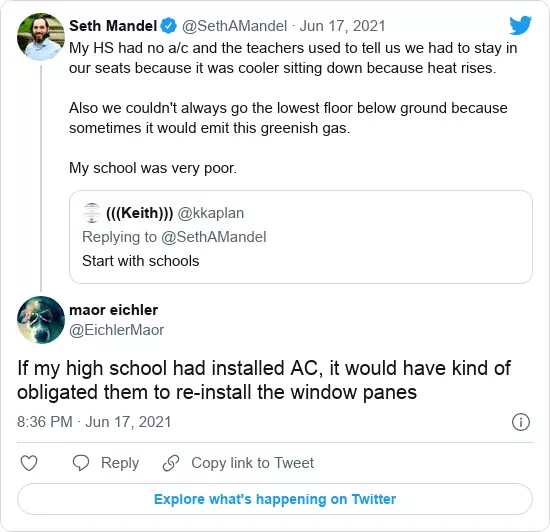 Seth Mandel @SethAMandel · Jun 17, 2021
My HS had no a/c and the teachers used to tell us we had to stay in
our seats because it was cooler sitting down because heat rises.
Also we couldn't always go the lowest floor below ground because
sometimes it would emit this greenish gas.
My school was very poor.
(((Keith))) @kkaplan
Replying to @SethAMandel
Start with schools
maor eichler
@EichlerMaor
If my high school had installed AC, it would have kind of
obligated them to re-install the window panes
8:36 PM · Jun 17, 2021
Reply Copy link to Tweet
Explore what's happening on Twitter